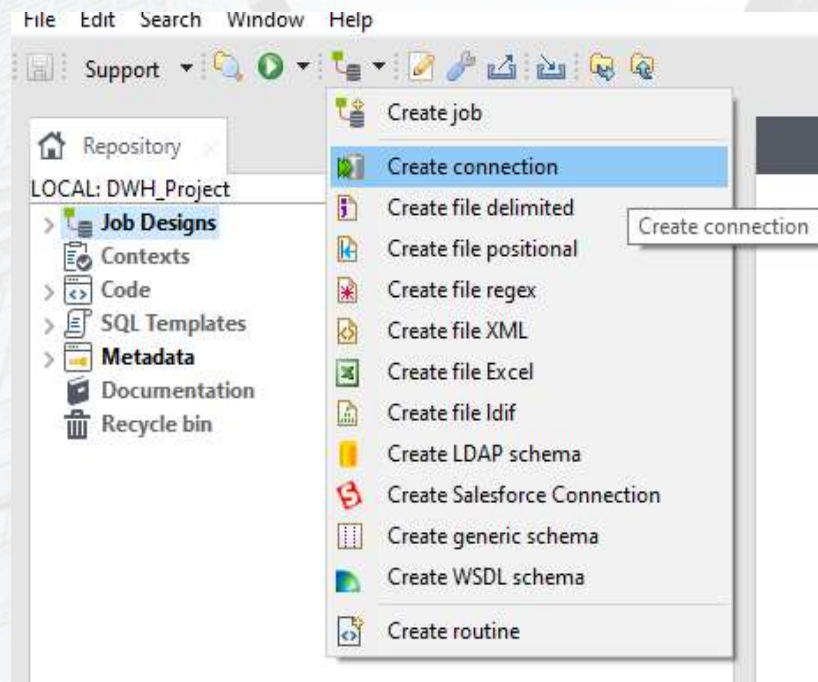 File Edit Search Window Help
Support
Repository
LOCAL: DWH_Project
Job Designs
Contexts
Code
SQL Templates
Metadata
Documentation
Recycle bin
Create job
Create connection
Create file delimited
Create connection
Create file positional
Create file regex
Create file XML
Create file Excel
Create file ldif
Create LDAP schema
Create Salesforce Connection
Create generic schema
Create WSDL schema
Create routine